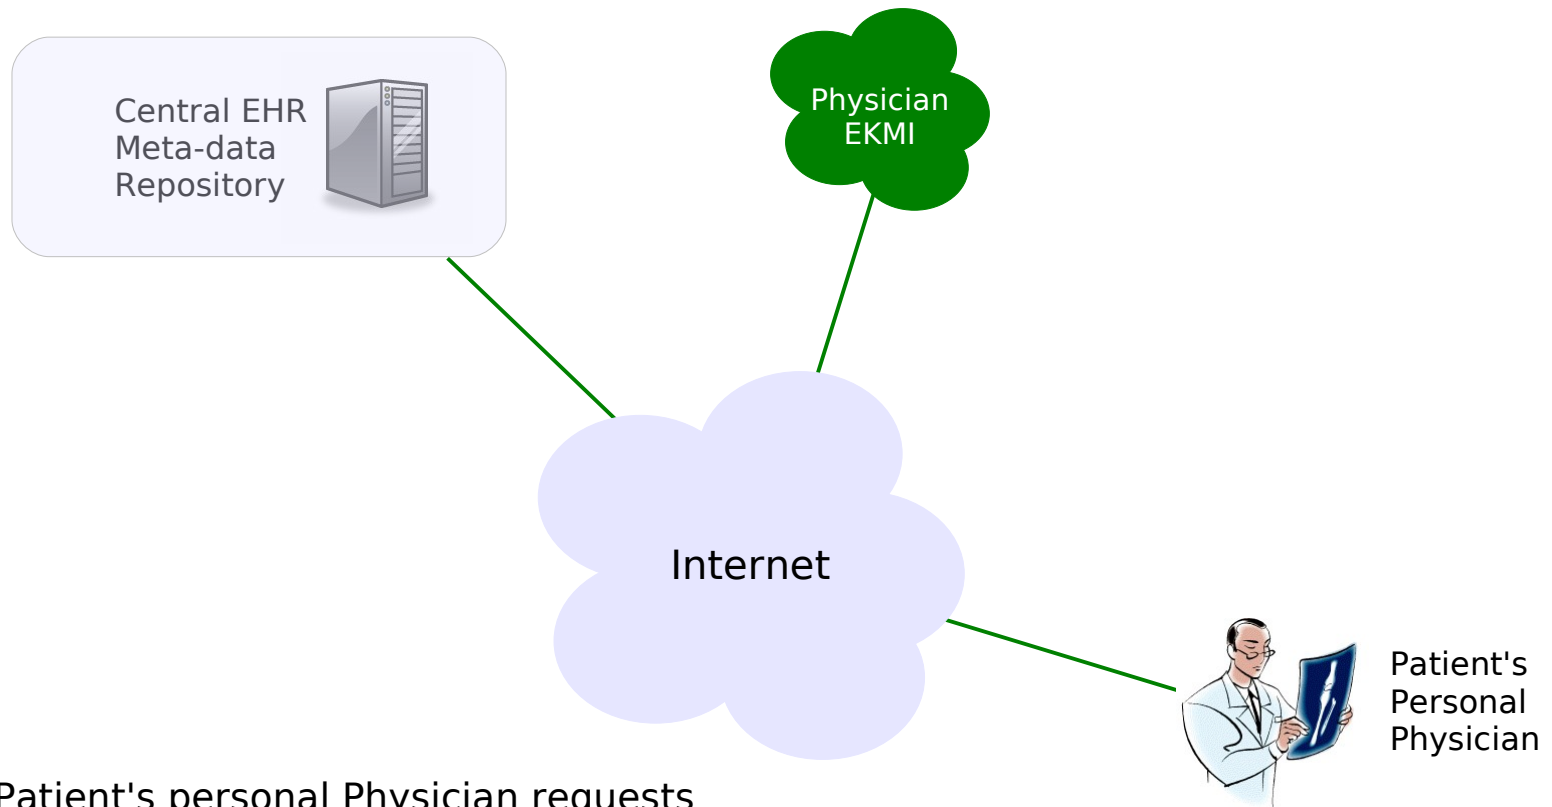 Central EHR
Meta-data
Repository
Physician
EKMI
Internet
Patient's
Personal
Physician
Patient's personal Physician requests